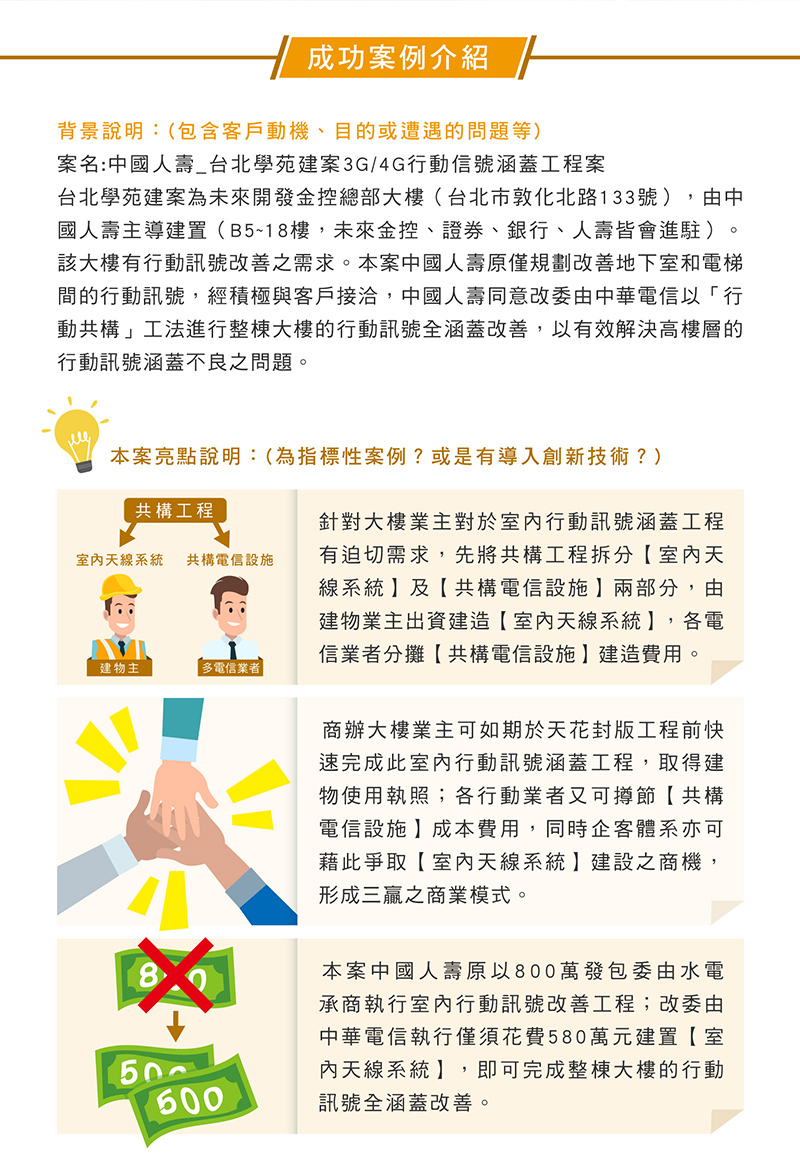 成功案例介紹
背景說明：(包含客戶動機、目的或遭遇的問題等)
案名:中國人壽_台北學苑建案3G/4G行動信號涵蓋工程案
台北學苑建案為未來開發金控總部大樓（台北市敦化北路133號），由中
國人壽主導建置（B5~18樓，未來金控、證券、銀行、人壽皆會進駐）。
該大樓有行動訊號改善之需求。本案中國人壽原僅規劃改善地下室和電梯
間的行動訊號，經積極與客戶接洽，中國人壽同意改委由中華電信以「行
動共構」工法進行整棟大樓的行動訊號全涵蓋改善，以有效解決高樓層的
行動訊號涵蓋不良之問題。
本案亮點說明：(為指標性案例？或是有導入創新技術？)
共構工程
室內天線系統 共構電信設施
建物主 多電信業者
針對大樓業主對於室內行動訊號涵蓋工程
有迫切需求，先將共構工程拆分【室內天
線系統】及【共構電信設施】兩部分，由
建物業主出資建造【室內天線系統】，各電
信業者分攤【共構電信設施】建造費用。
商辦大樓業主可如期於天花封版工程前快
速完成此室內行動訊號涵蓋工程，取得建
物使用執照；各行動業者又可撙節【共構
電信設施】成本費用，同時企客體系亦可
藉此爭取【室內天線系統】建設之商機，
形成三贏之商業模式。
800
500
500
本案中國人壽原以800萬發包委由水電
承商執行室內行動訊號改善工程；改委由
中華電信執行僅須花費580萬元建置【室
內天線系統】，即可完成整棟大樓的行動
訊號全涵蓋改善。